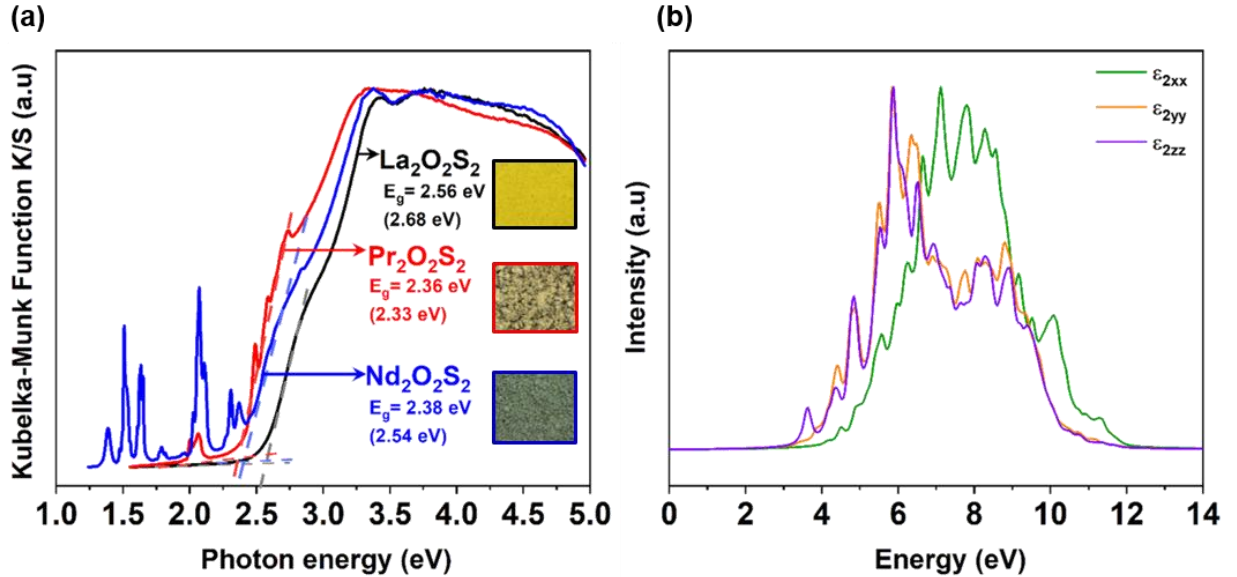 (a)
(b)
Kubelka-Munk Function K/S (a.u)
La2O2S2
Eg= 2.56 eV
(2.68 eV)
Pr2O2S2
Eg= 2.36 eV
(2.33 eV)
Nd2O2S2
Eg= 2.38 eV
(2.54 eV)
1.0 1.5 2.0 2.5 3.0 3.5 4.0 4.5 5.0
Photon energy (eV)
Intensity (a.u)
ε2xx
ε2yy
ε2zz
0 2 4 6 8 10 12 14
Energy (eV)